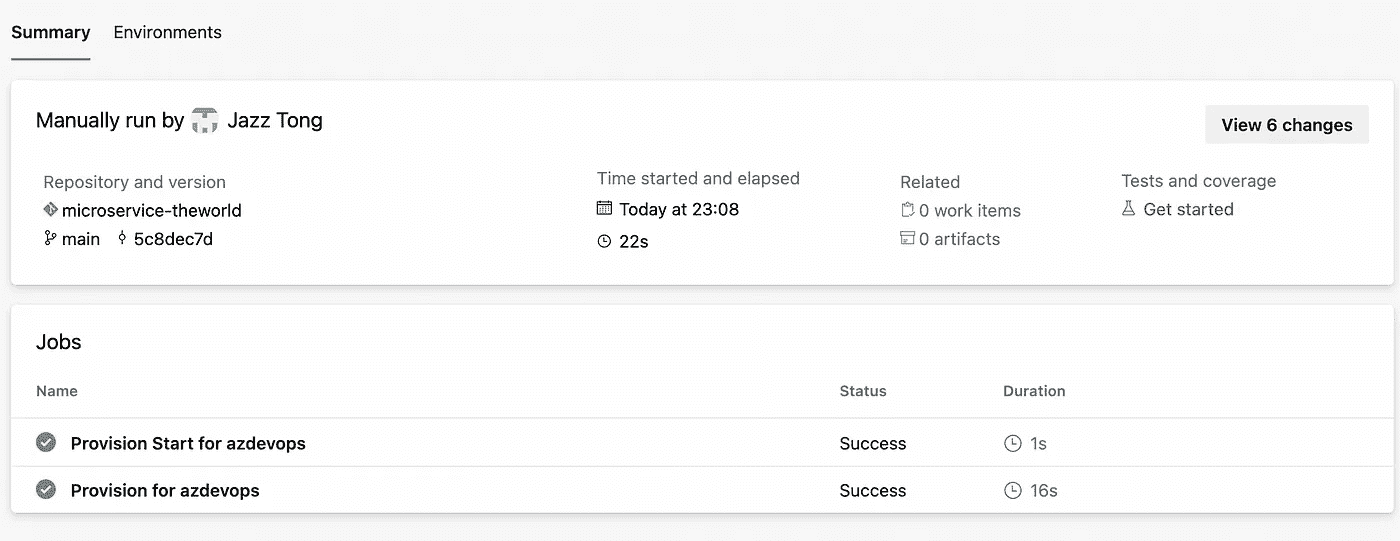 Summary Environments
Manually run by Jazz Tong
View 6 changes
Repository and version
microservice-theworld
main 5c8dec7d
Time started and elapsed
Today at 23:08
22s
Related
0 work items
0 artifacts
Tests and coverage
Get started
Jobs
Name Status Duration
Provision Start for azdevops Success 1s
Provision for azdevops Success 16s